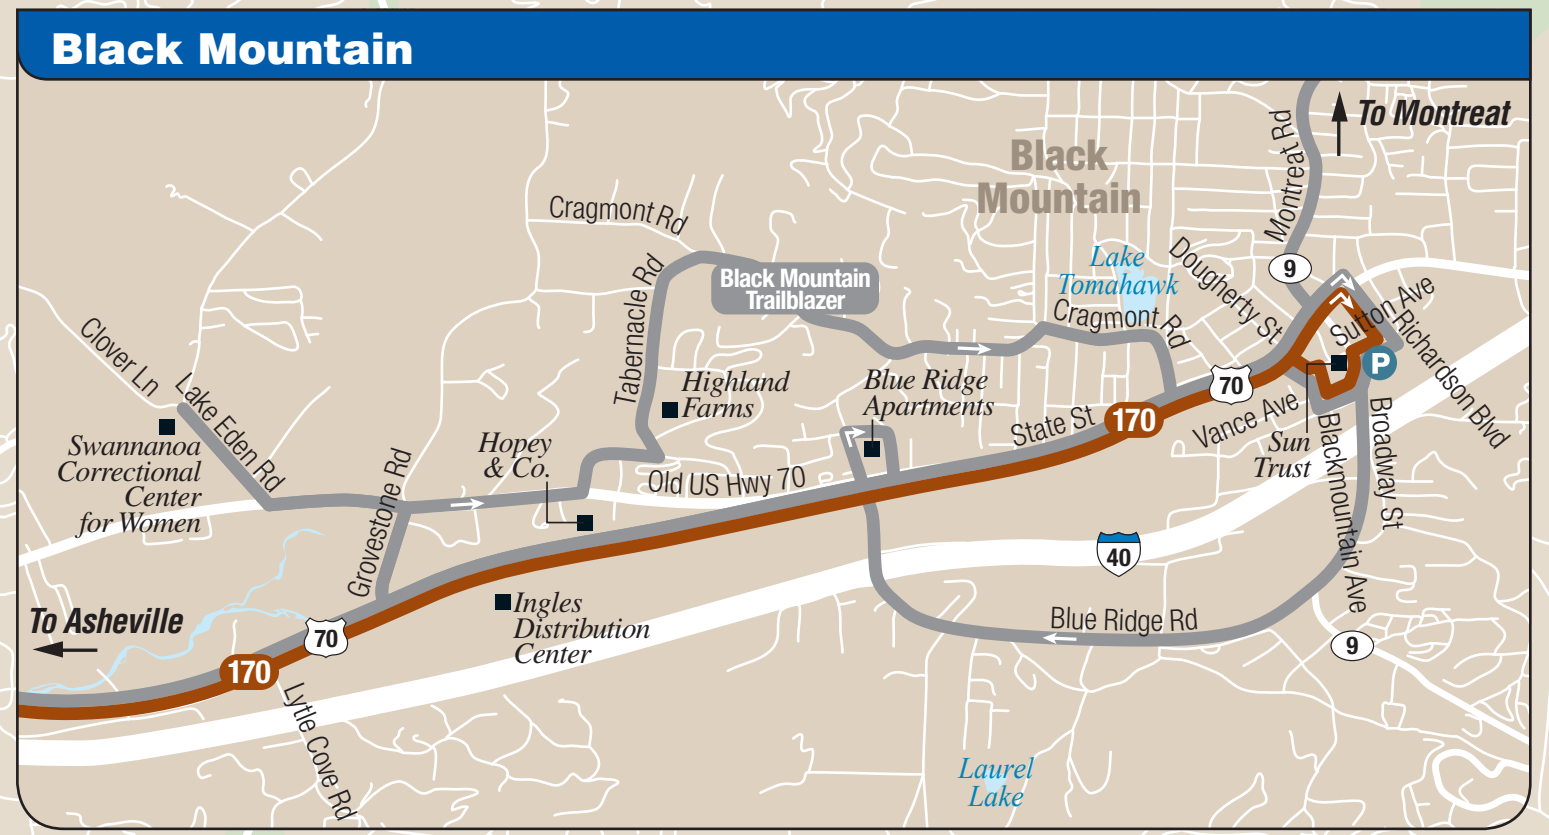 Black Mountain
To Montreat
Montreat Rd
Black
Mountain
Cragmont Rd
Tabernacle Rd
Black Mountain
Trailblazer
Lake
Tomahawk
Cragmont Rd
Dougherty St
9
Sutton Ave
Richardson Blvd
P
Clover Ln
Lake Eden Rd
Swannanoa
Correctional
Center
for Women
Grovestone Rd
Hopey
& Co.
Highland
Farms
Blue Ridge
Apartments
Old US Hwy 70
State St
170
70
Vance Ave
Sun
Trust
Blackmountain Ave
Broadway St
40
To Asheville
70
170
Ingles
Distribution
Center
Blue Ridge Rd
9
Lytle Cove Rd
Laurel
Lake